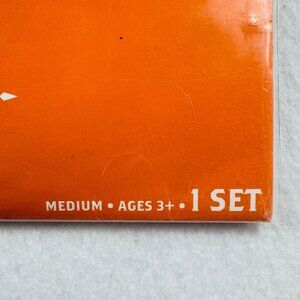 MEDIUM • AGES 3+ • 1 SET